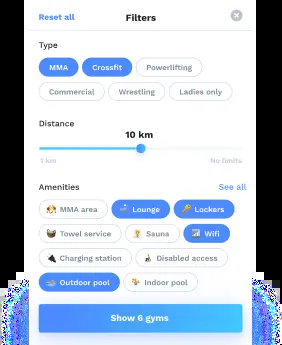 Reset all Filters
Type
MMA Crossfit Powerlifting
Commercial Wrestling Ladies only
Distance
10 km
1 km No limits
Amenities See all
MMA area Lounge Lockers
Towel service Sauna Wifi
Charging station Disabled access
Outdoor pool Indoor pool
Show 6 gyms